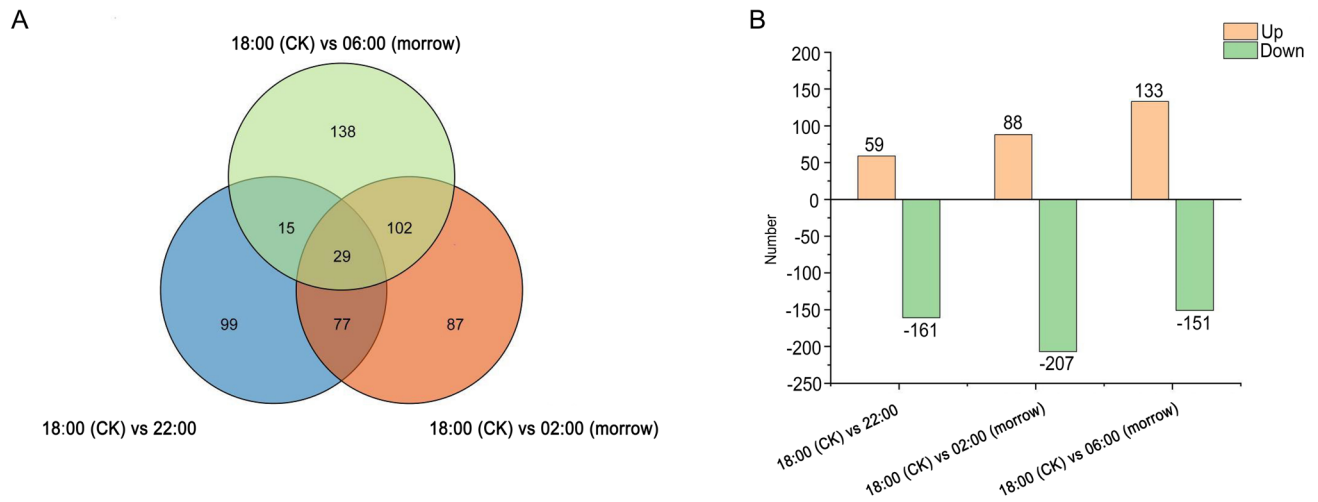 A
18:00 (CK) vs 06:00 (morrow)
138
15
102
29
99
77
87
18:00 (CK) vs 22:00
18:00 (CK) vs 02:00 (morrow)
B
Up
Down
200
150
100
50
0
-50
-100
-150
-200
-250
Number
59
88
133
-161
-207
-151
18:00 (CK) vs 22:00
18:00 (CK) vs 02:00 (morrow)
18:00 (CK) vs 06:00 (morrow)